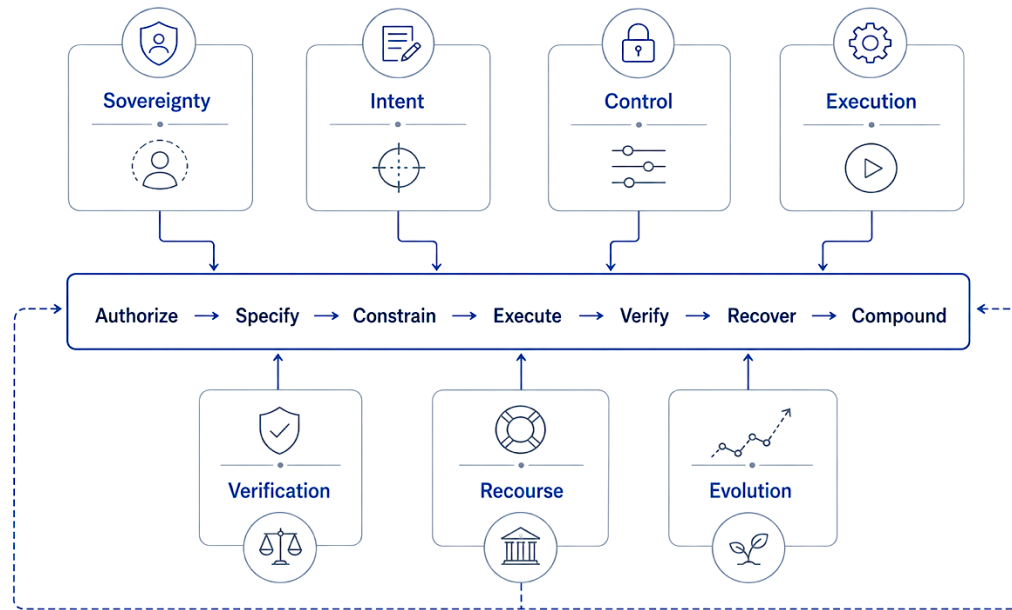 Sovereignty
Intent
Control
Execution
Authorize → Specify → Constrain → Execute → Verify → Recover → Compound
Verification
Recourse
Evolution